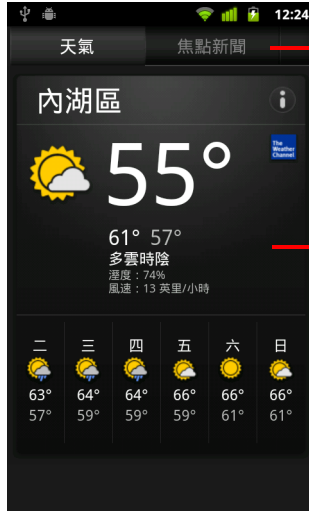 12:24
天氣 焦點新聞
內湖區
The Weather Channel
55°
61° 57°
多雲時陰
溼度：74%
風速：13 英里/小時
二 三 四 五 六 日
63° 64° 64° 66° 66° 66°
57° 59° 59° 59° 61° 61°